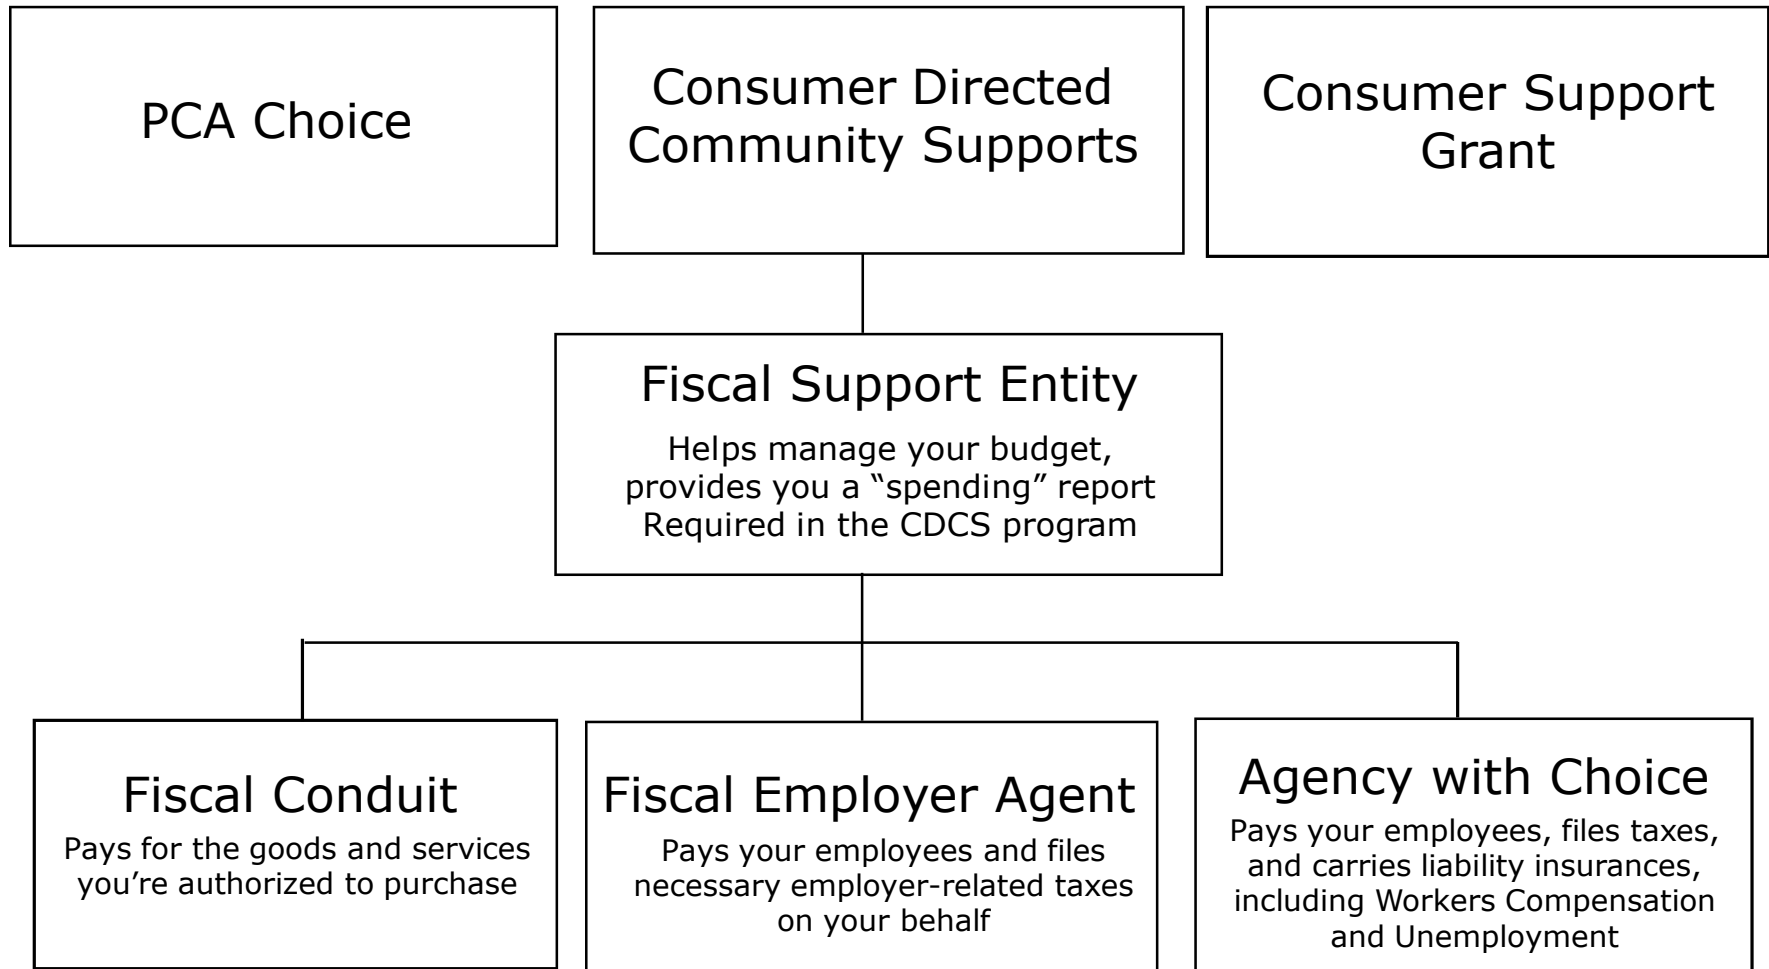 PCA Choice
Consumer Directed
Community Supports
Consumer Support
Grant
Fiscal Support Entity
Helps manage your budget,
provides you a “spending” report
Required in the CDCS program
Fiscal Conduit
Pays for the goods and services
you’re authorized to purchase
Fiscal Employer Agent
Pays your employees and files
necessary employer-related taxes
on your behalf
Agency with Choice
Pays your employees, files taxes,
and carries liability insurances,
including Workers Compensation
and Unemployment